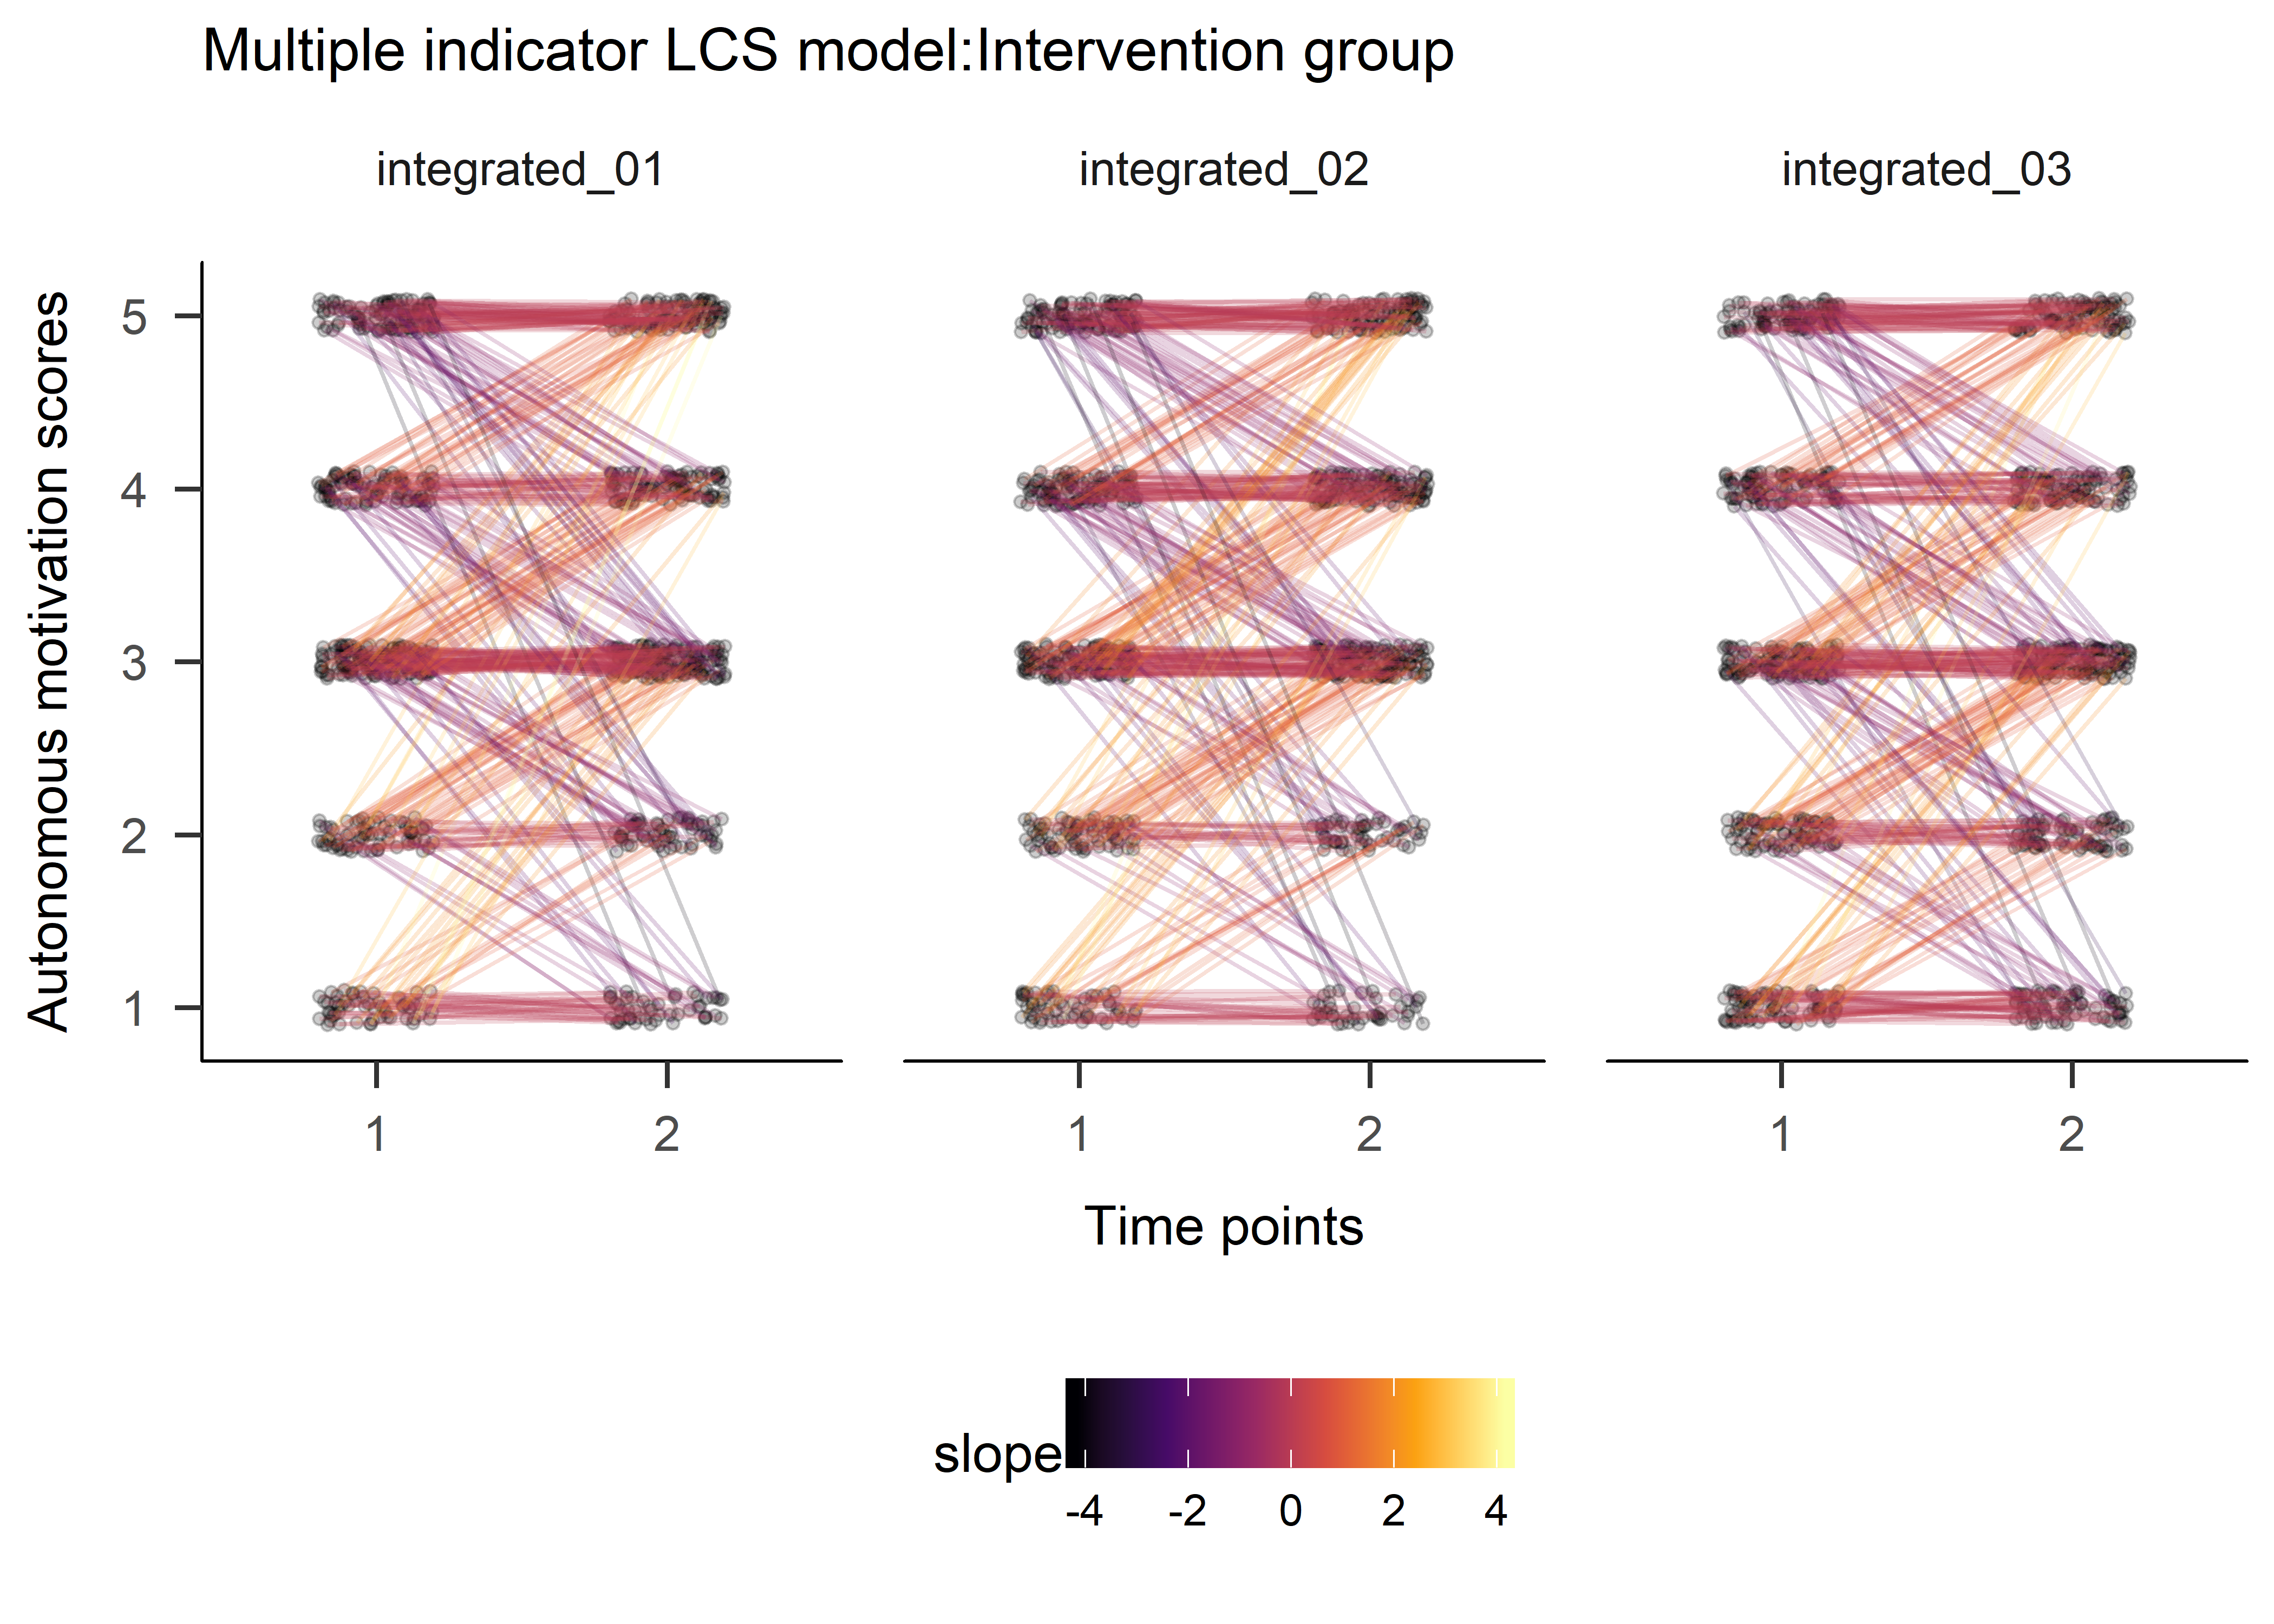 Multiple indicator LCS model:Intervention group
integrated_01
integrated_02
integrated_03
Autonomous motivation scores
5
4
3
2
1
1 2 1 2 1 2
Time points
slope
-4 -2 0 2 4